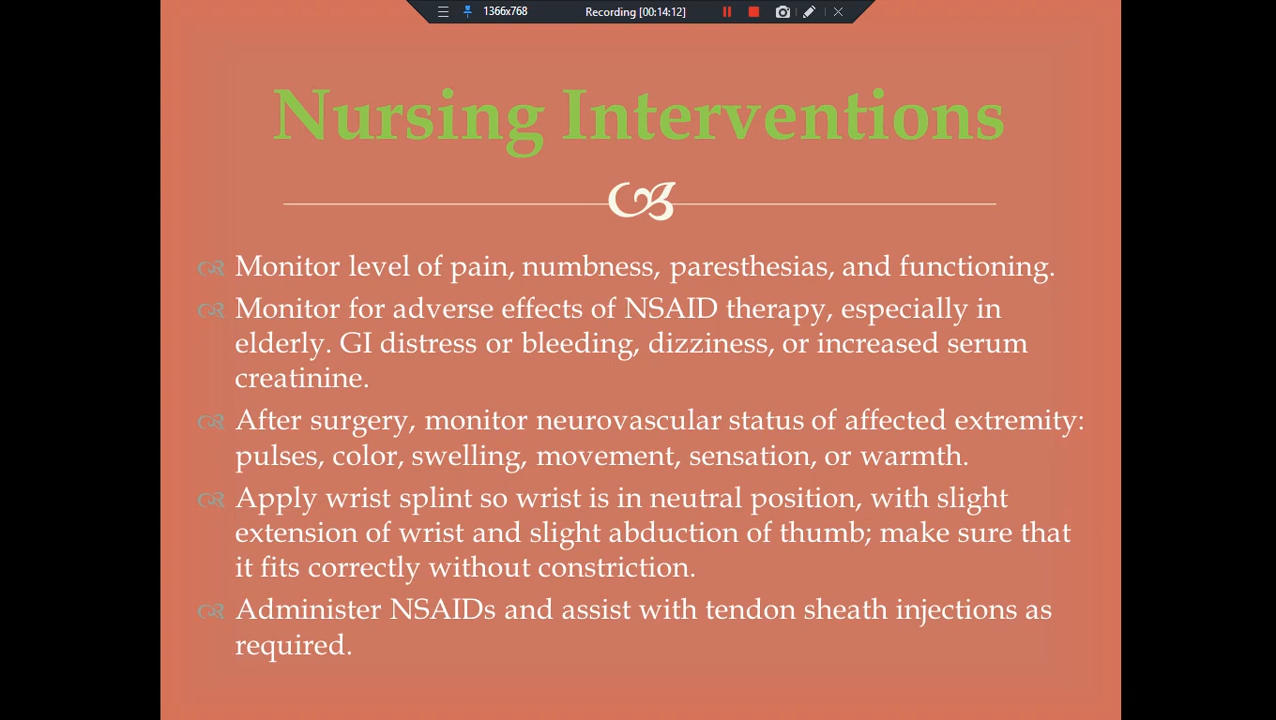 1366x768 Recording [00:14:12]
Nursing Interventions
Monitor level of pain, numbness, paresthesias, and functioning.
Monitor for adverse effects of NSAID therapy, especially in
elderly. GI distress or bleeding, dizziness, or increased serum
creatinine.
After surgery, monitor neurovascular status of affected extremity:
pulses, color, swelling, movement, sensation, or warmth.
Apply wrist splint so wrist is in neutral position, with slight
extension of wrist and slight abduction of thumb; make sure that
it fits correctly without constriction.
Administer NSAIDs and assist with tendon sheath injections as
required.